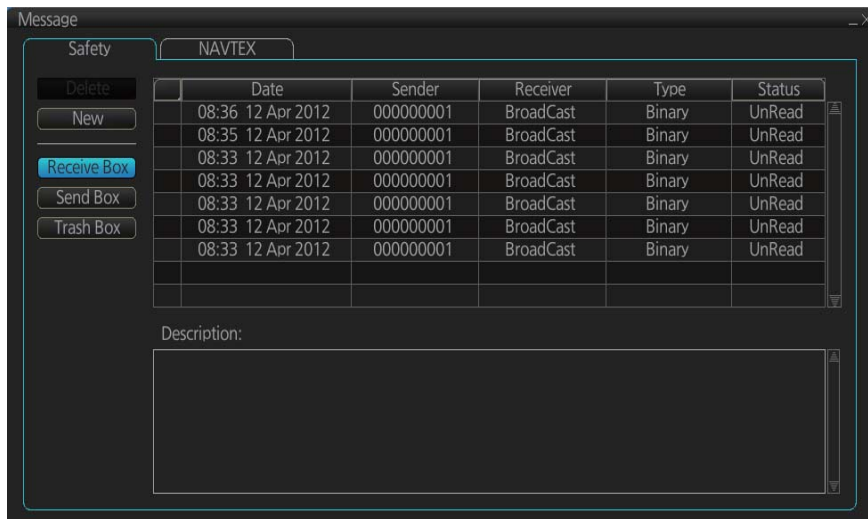 Message
Safety NAVTEX
Delete
New
Receive Box
Send Box
Trash Box
Date Sender Receiver Type Status
08:36 12 Apr 2012 000000001 BroadCast Binary UnRead
08:35 12 Apr 2012 000000001 BroadCast Binary UnRead
08:33 12 Apr 2012 000000001 BroadCast Binary UnRead
08:33 12 Apr 2012 000000001 BroadCast Binary UnRead
08:33 12 Apr 2012 000000001 BroadCast Binary UnRead
08:33 12 Apr 2012 000000001 BroadCast Binary UnRead
08:33 12 Apr 2012 000000001 BroadCast Binary UnRead
Description: